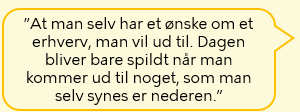 ”At man selv har et ønske om et
erhverv, man vil ud til. Dagen
bliver bare spildt når man
kommer ud til noget, som man
selv synes er nederen.”